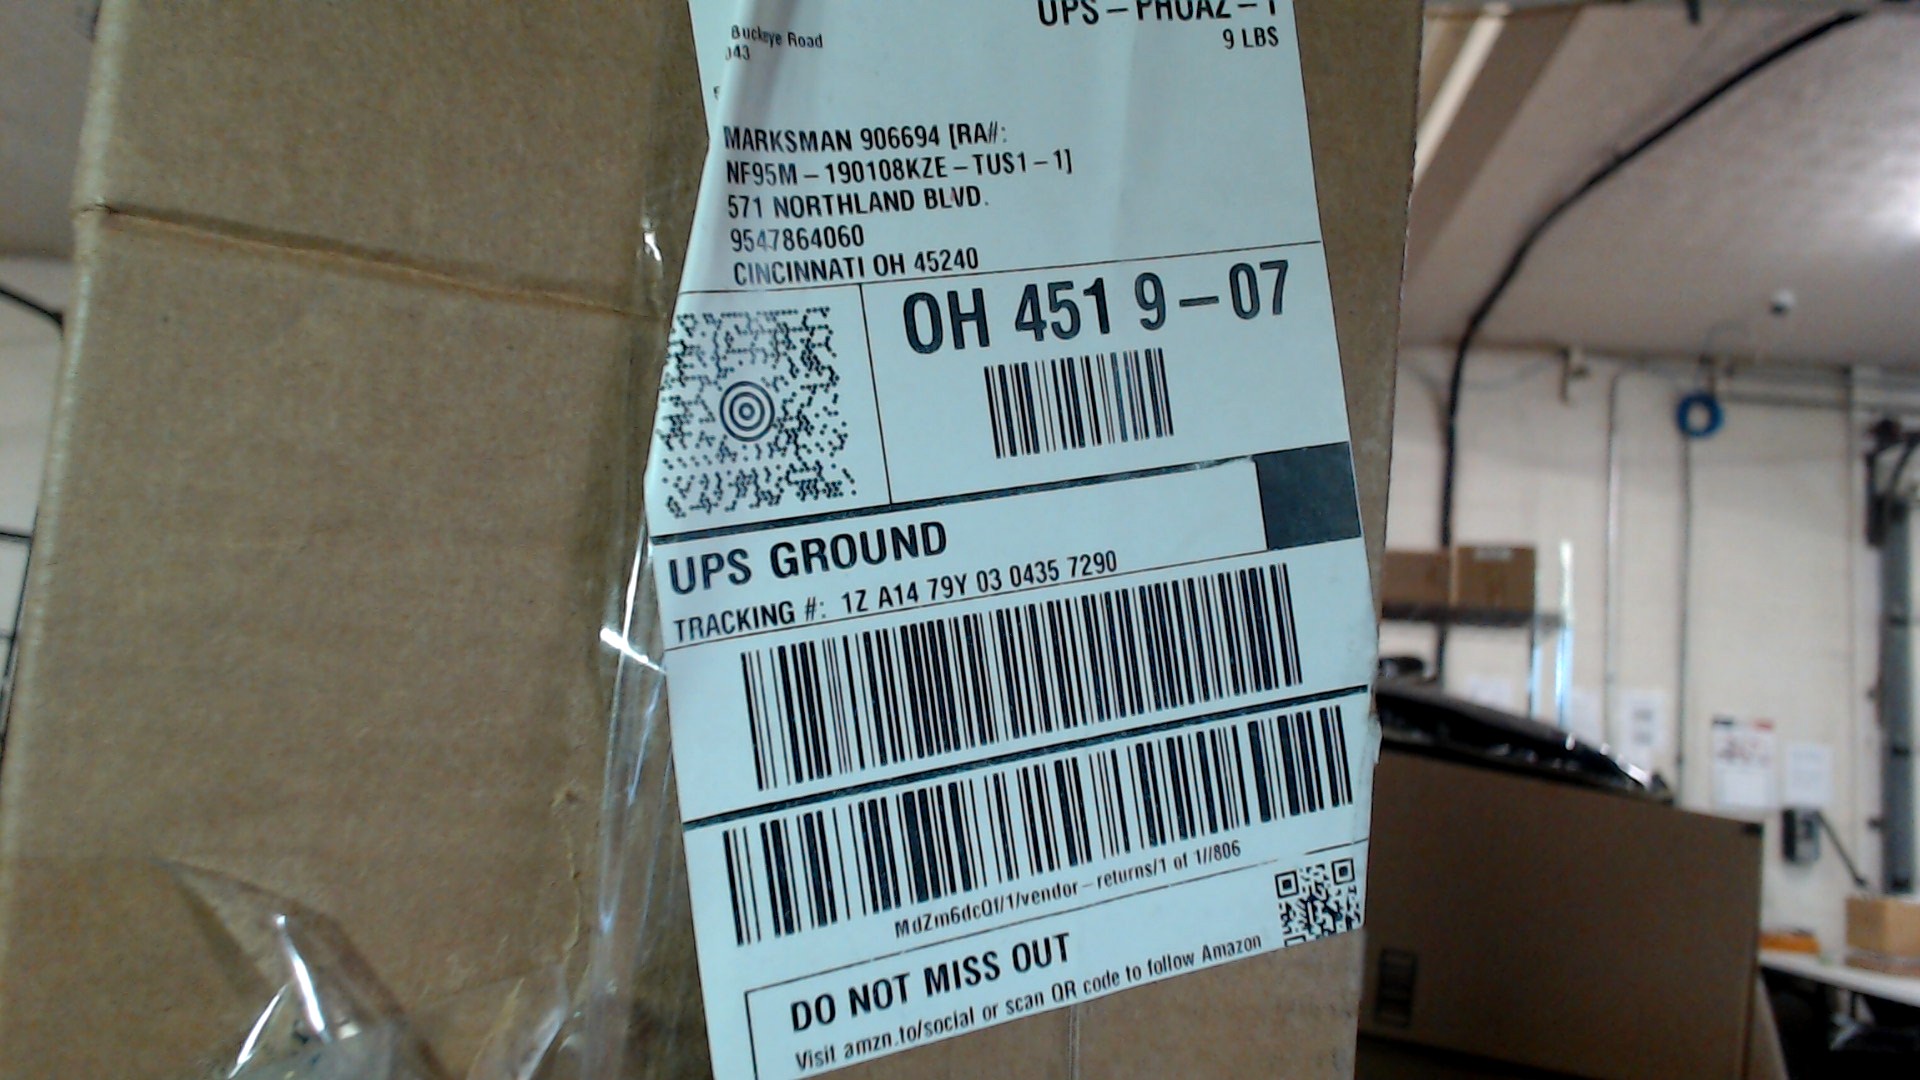 UPS – PHOAZ – 1
9 LBS
Buckeye Road
043
MARKSMAN 906694 [RA#:
NF95M – 190108KZE – TUS1 – 1]
571 NORTHLAND BLVD.
9547864060
CINCINNATI OH 45240
OH 451 9 – 07
UPS GROUND
TRACKING #: 1Z A14 79Y 03 0435 7290
MdZm6dcQf/1/vendor – returns/1 of 1//806
DO NOT MISS OUT
Visit amzn.to/social or scan QR code to follow Amazon